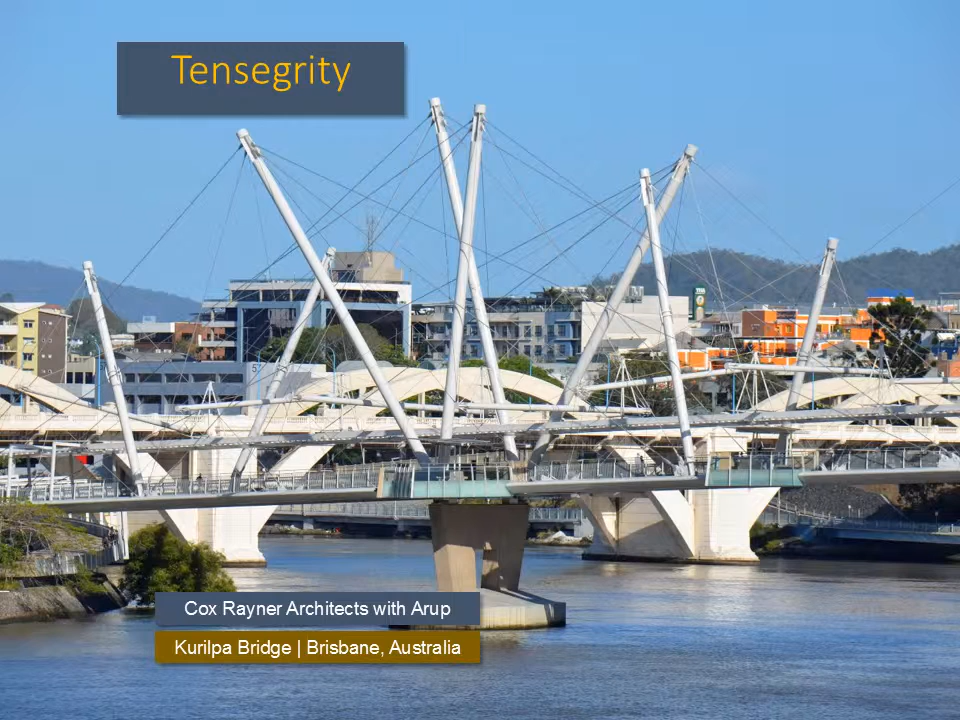 Tensegrity
Cox Rayner Architects with Arup
Kurilpa Bridge | Brisbane, Australia